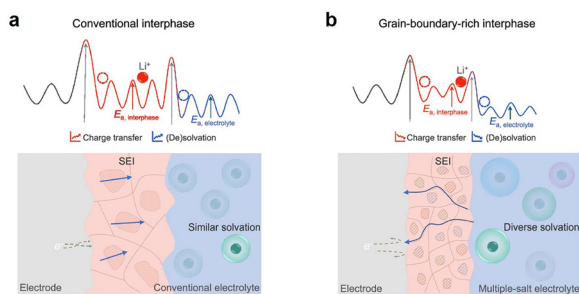 a
Conventional interphase
Li⁺
Eₐ, interphase
Eₐ, electrolyte
Charge transfer
(De)solvation
SEI
Similar solvation
e⁻
Electrode
Conventional electrolyte
b
Grain-boundary-rich interphase
Li⁺
Eₐ, interphase
Eₐ, electrolyte
Charge transfer
(De)solvation
SEI
Diverse solvation
e⁻
Electrode
Multiple-salt electrolyte